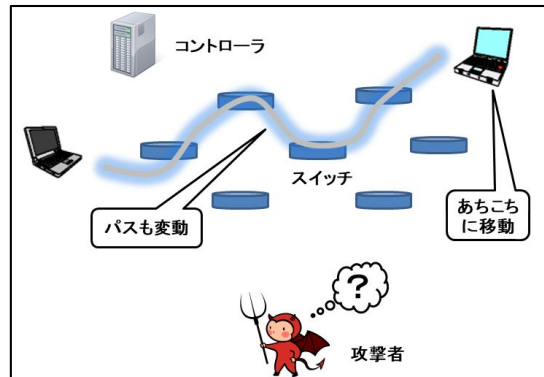 コントローラ
スイッチ
パスも変動
あちこち
に移動
?
攻撃者